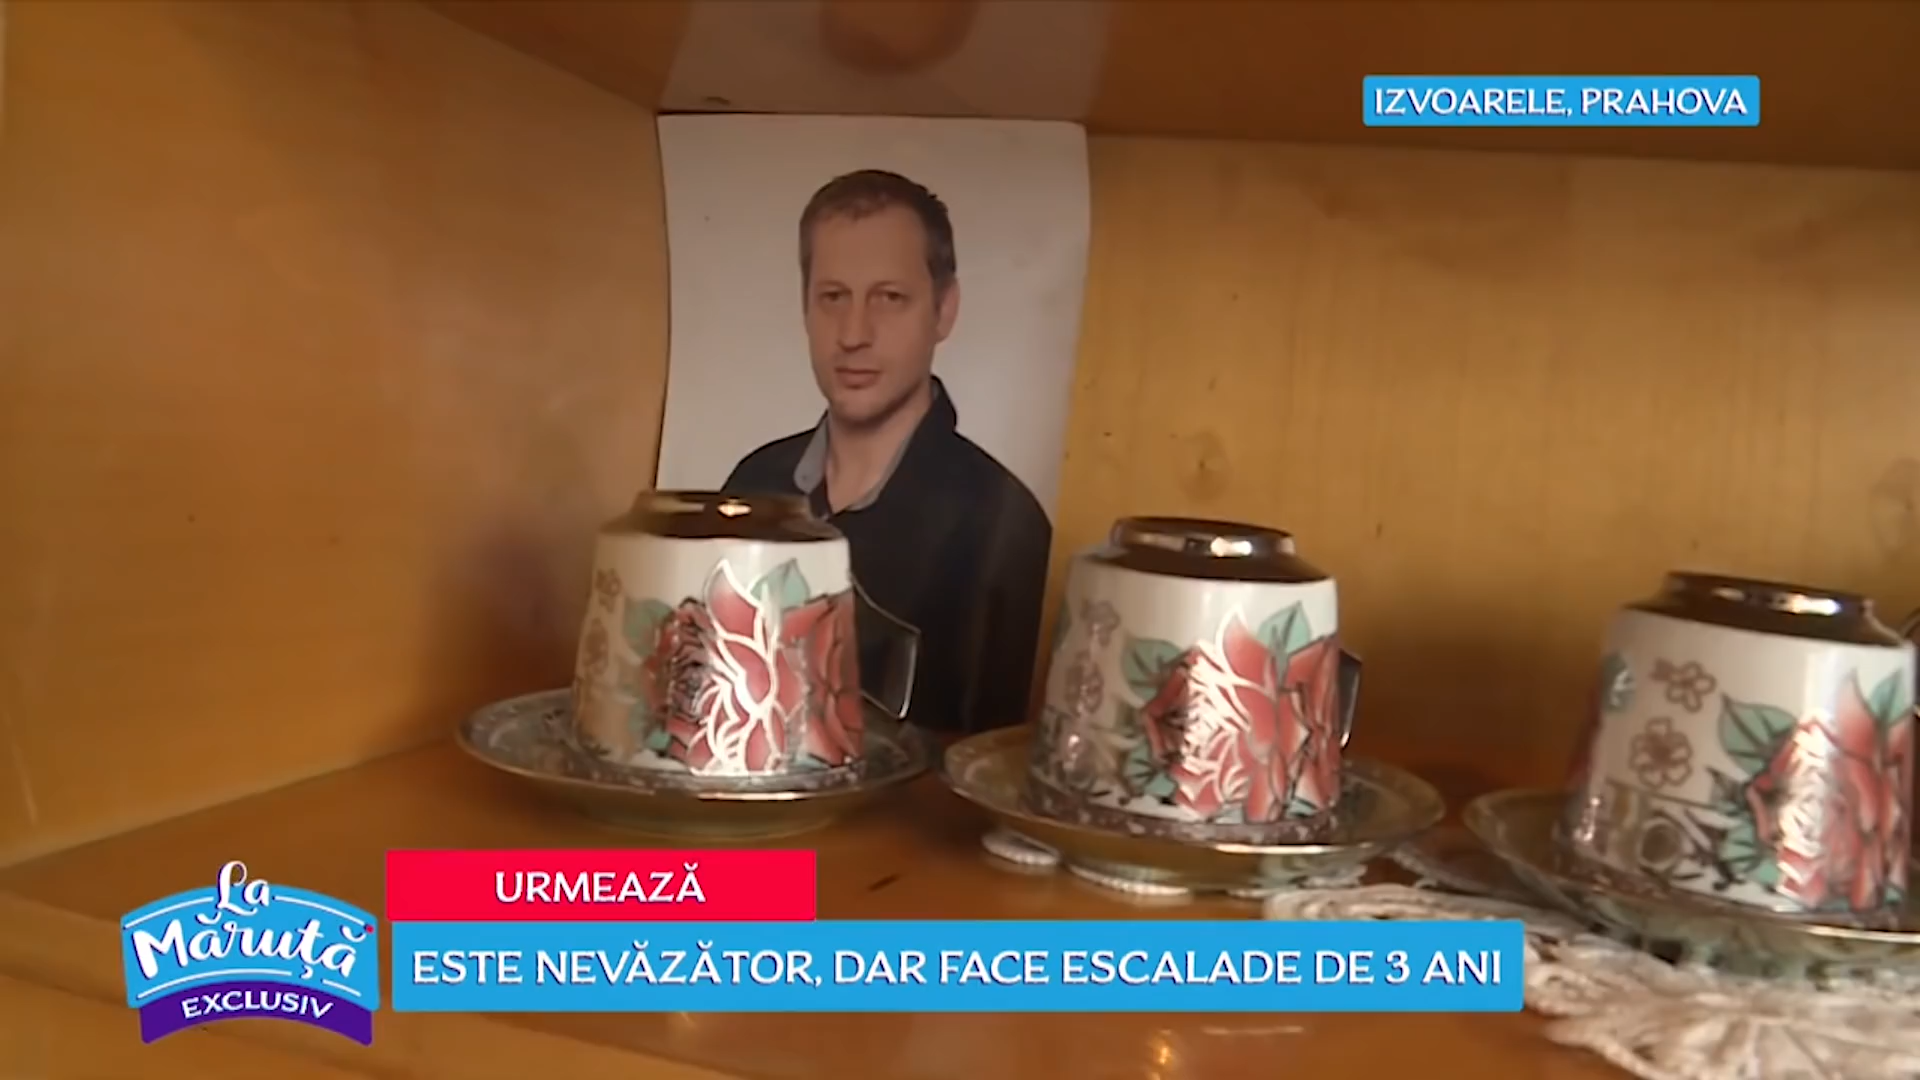 IZVOARELE, PRAHOVA
URMEAZĂ
La
Măruță
EXCLUSIV
ESTE NEVĂZĂTOR, DAR FACE ESCALADE DE 3 ANI